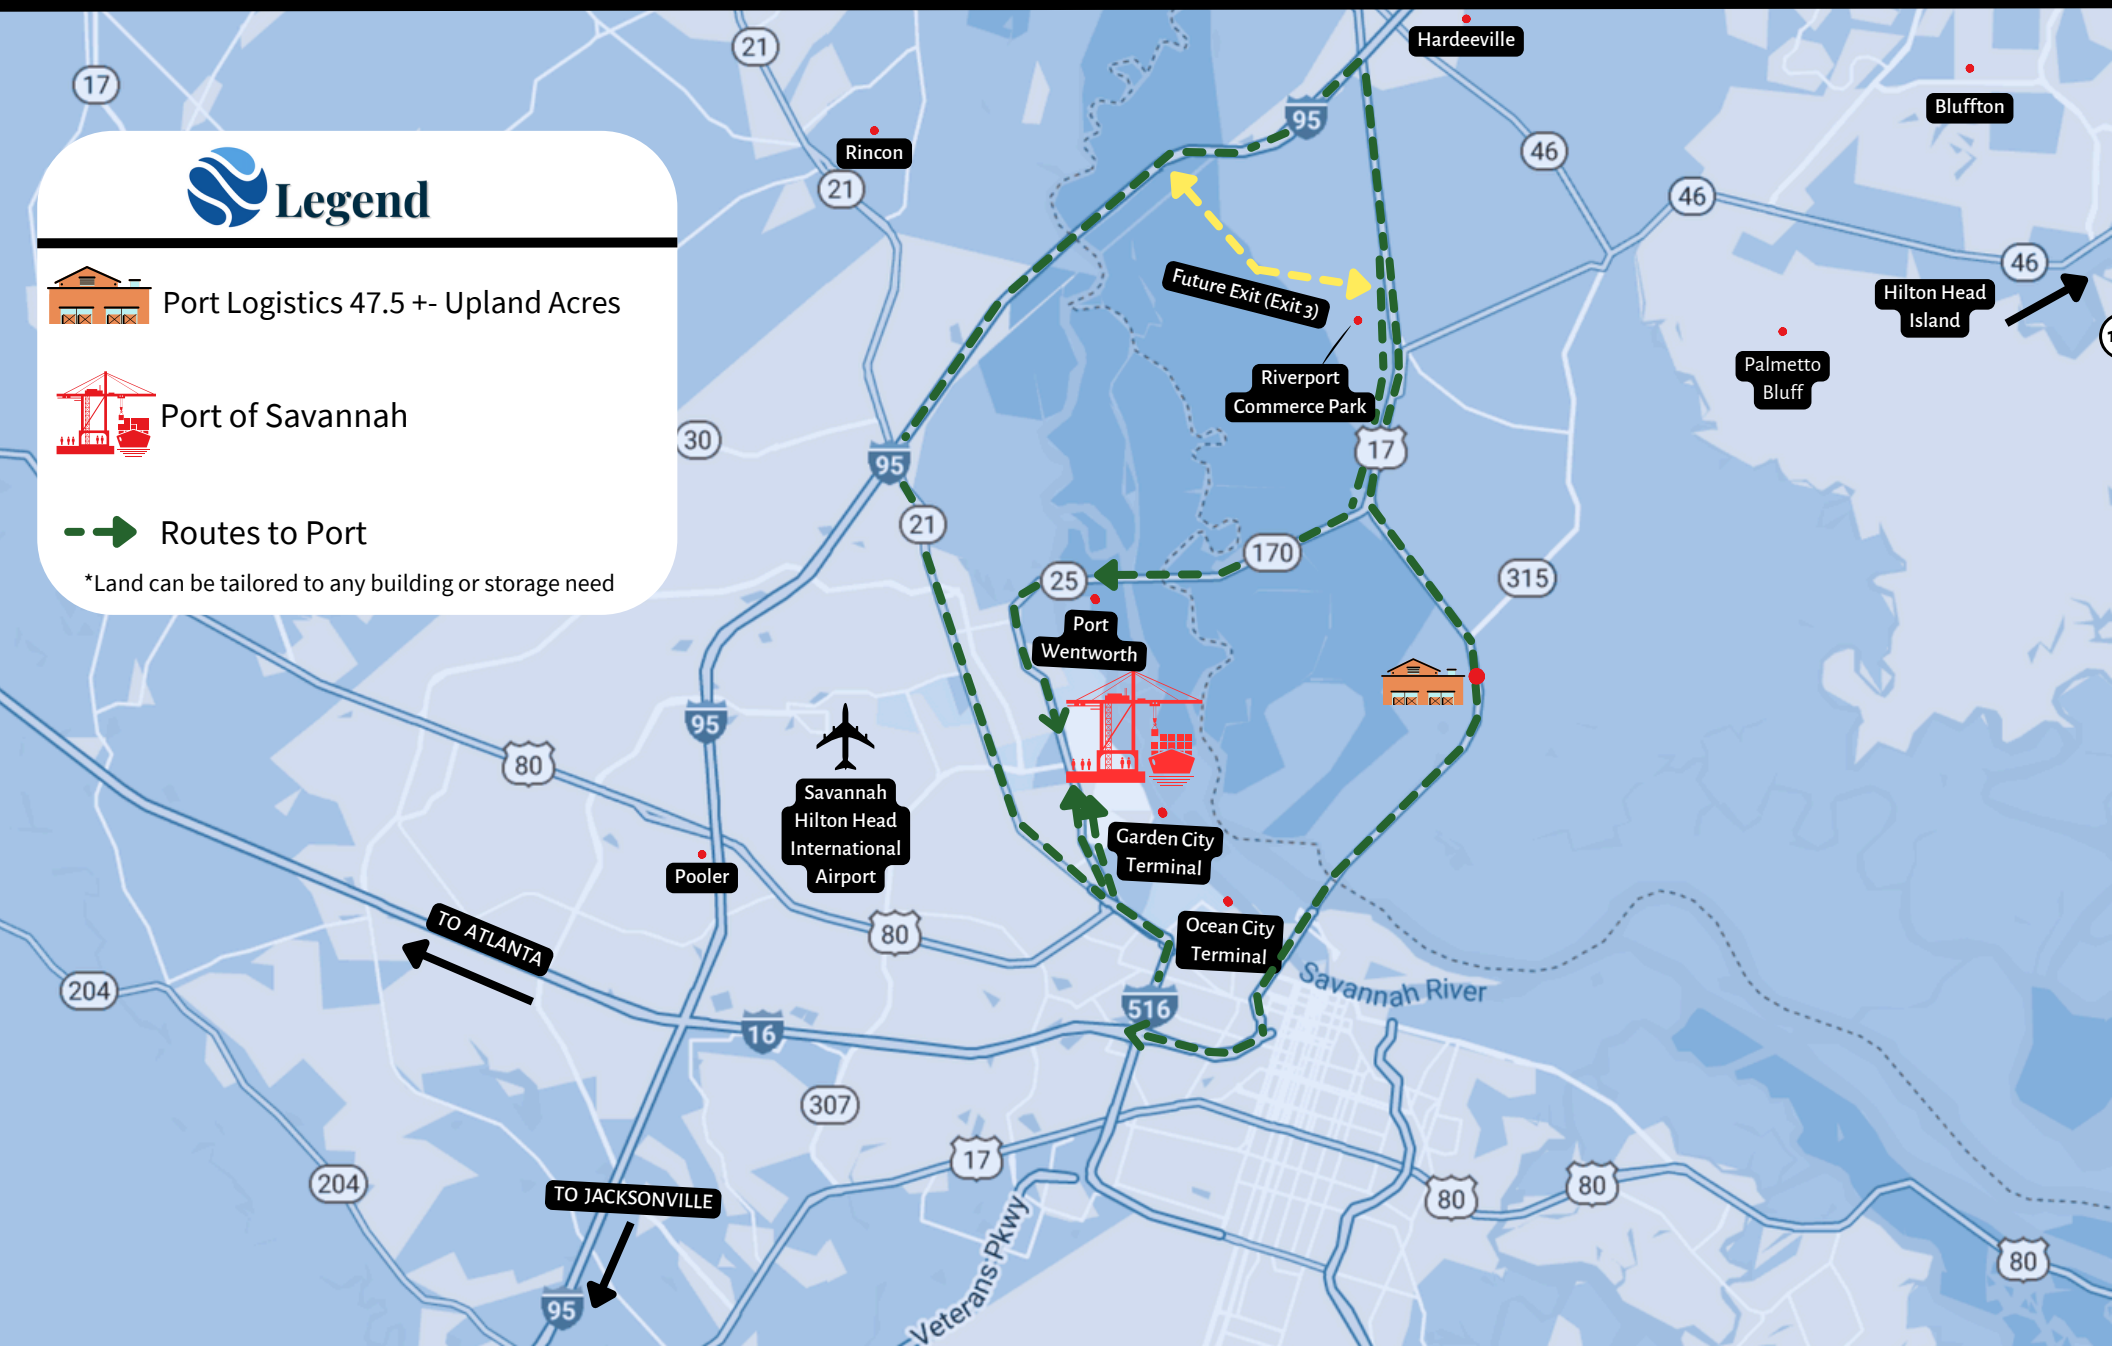 Hardeeville
21
17
Bluffton
95
Rincon
46
21
46
Legend
46
Future Exit (Exit 3)
Hilton Head
Island
Port Logistics 47.5 +- Upland Acres
Riverport
Commerce Park
Palmetto
Bluff
Port of Savannah
30
17
95
21
Routes to Port
170
25
315
*Land can be tailored to any building or storage need
Port
Wentworth
95
80
Savannah
Hilton Head
International
Airport
Garden City
Terminal
Pooler
TO ATLANTA
80
Ocean City
Terminal
204
Savannah River
516
16
307
17
204
80
80
TO JACKSONVILLE
Veterans Pkwy
80
95